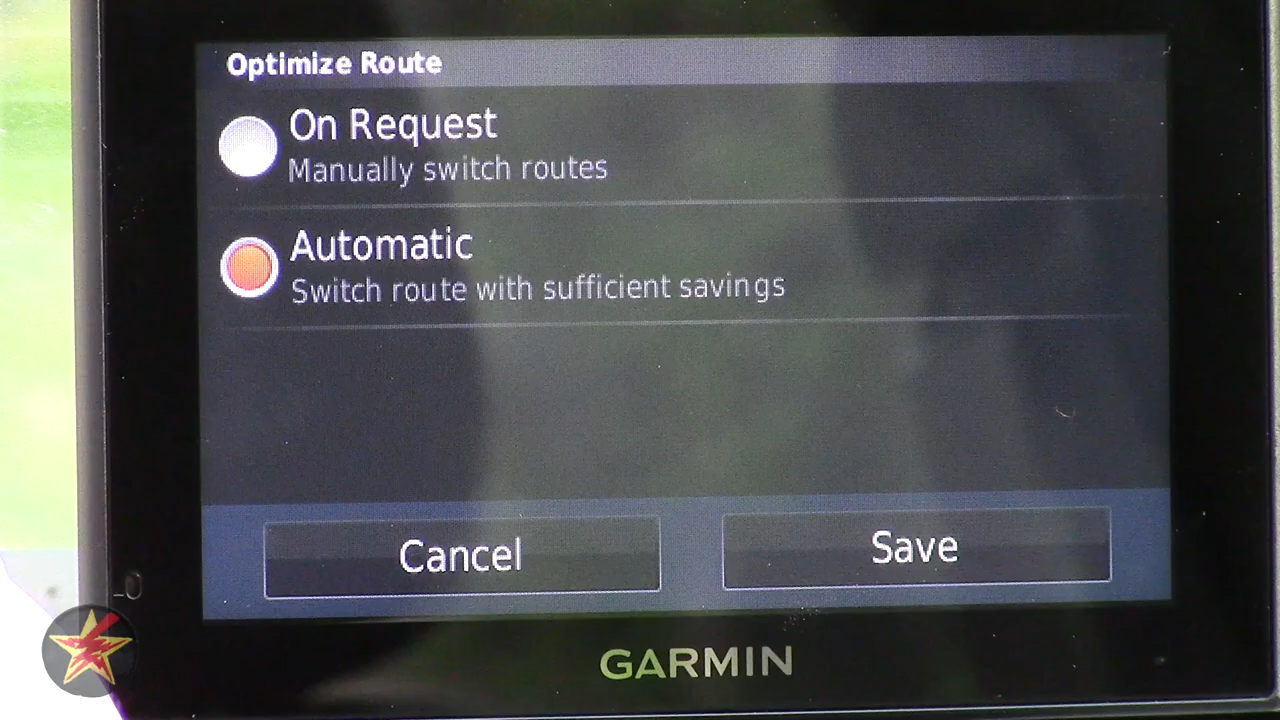 Optimize Route
On Request
Manually switch routes
Automatic
Switch route with sufficient savings
Cancel
Save
GARMIN